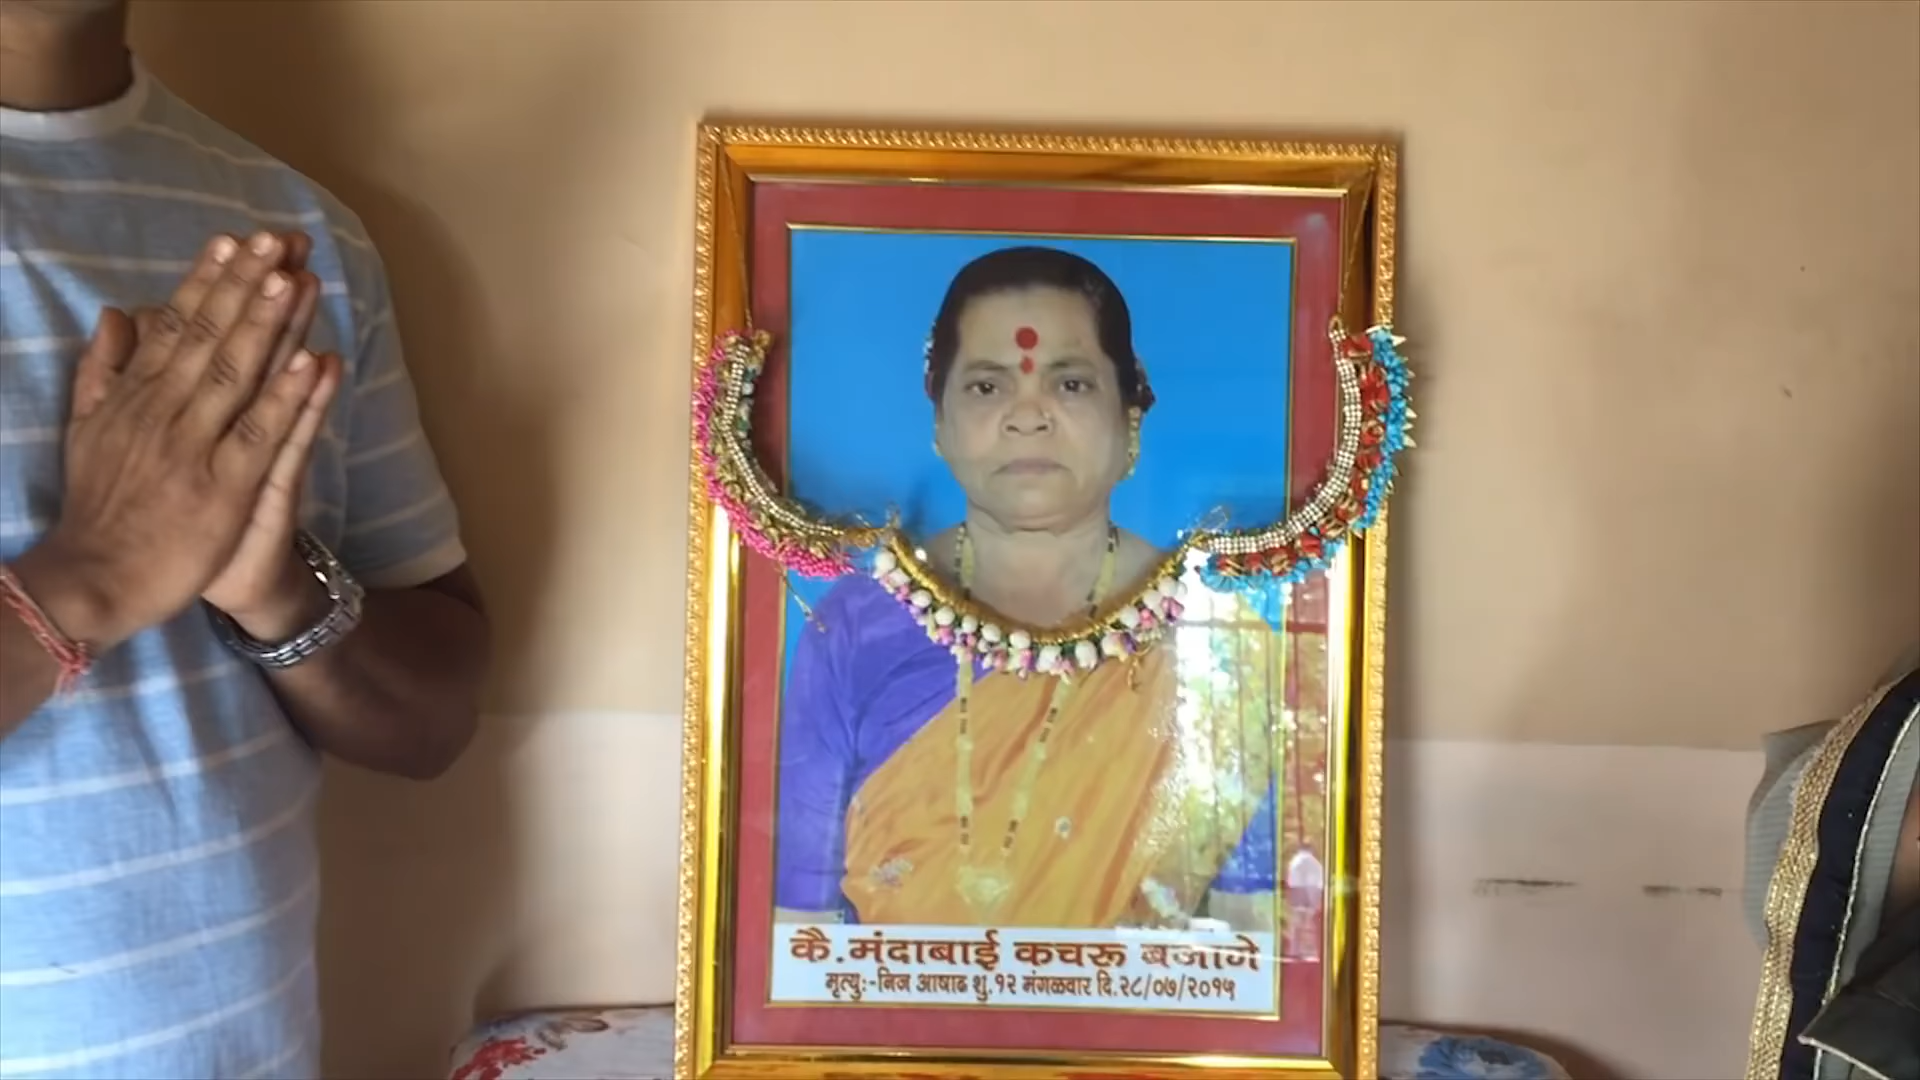 कै.मंदाबाई कचरू बजांगे
मृत्युः-निज आषाढ शु.१२ मंगळवार दि.२८/०७/२०१५